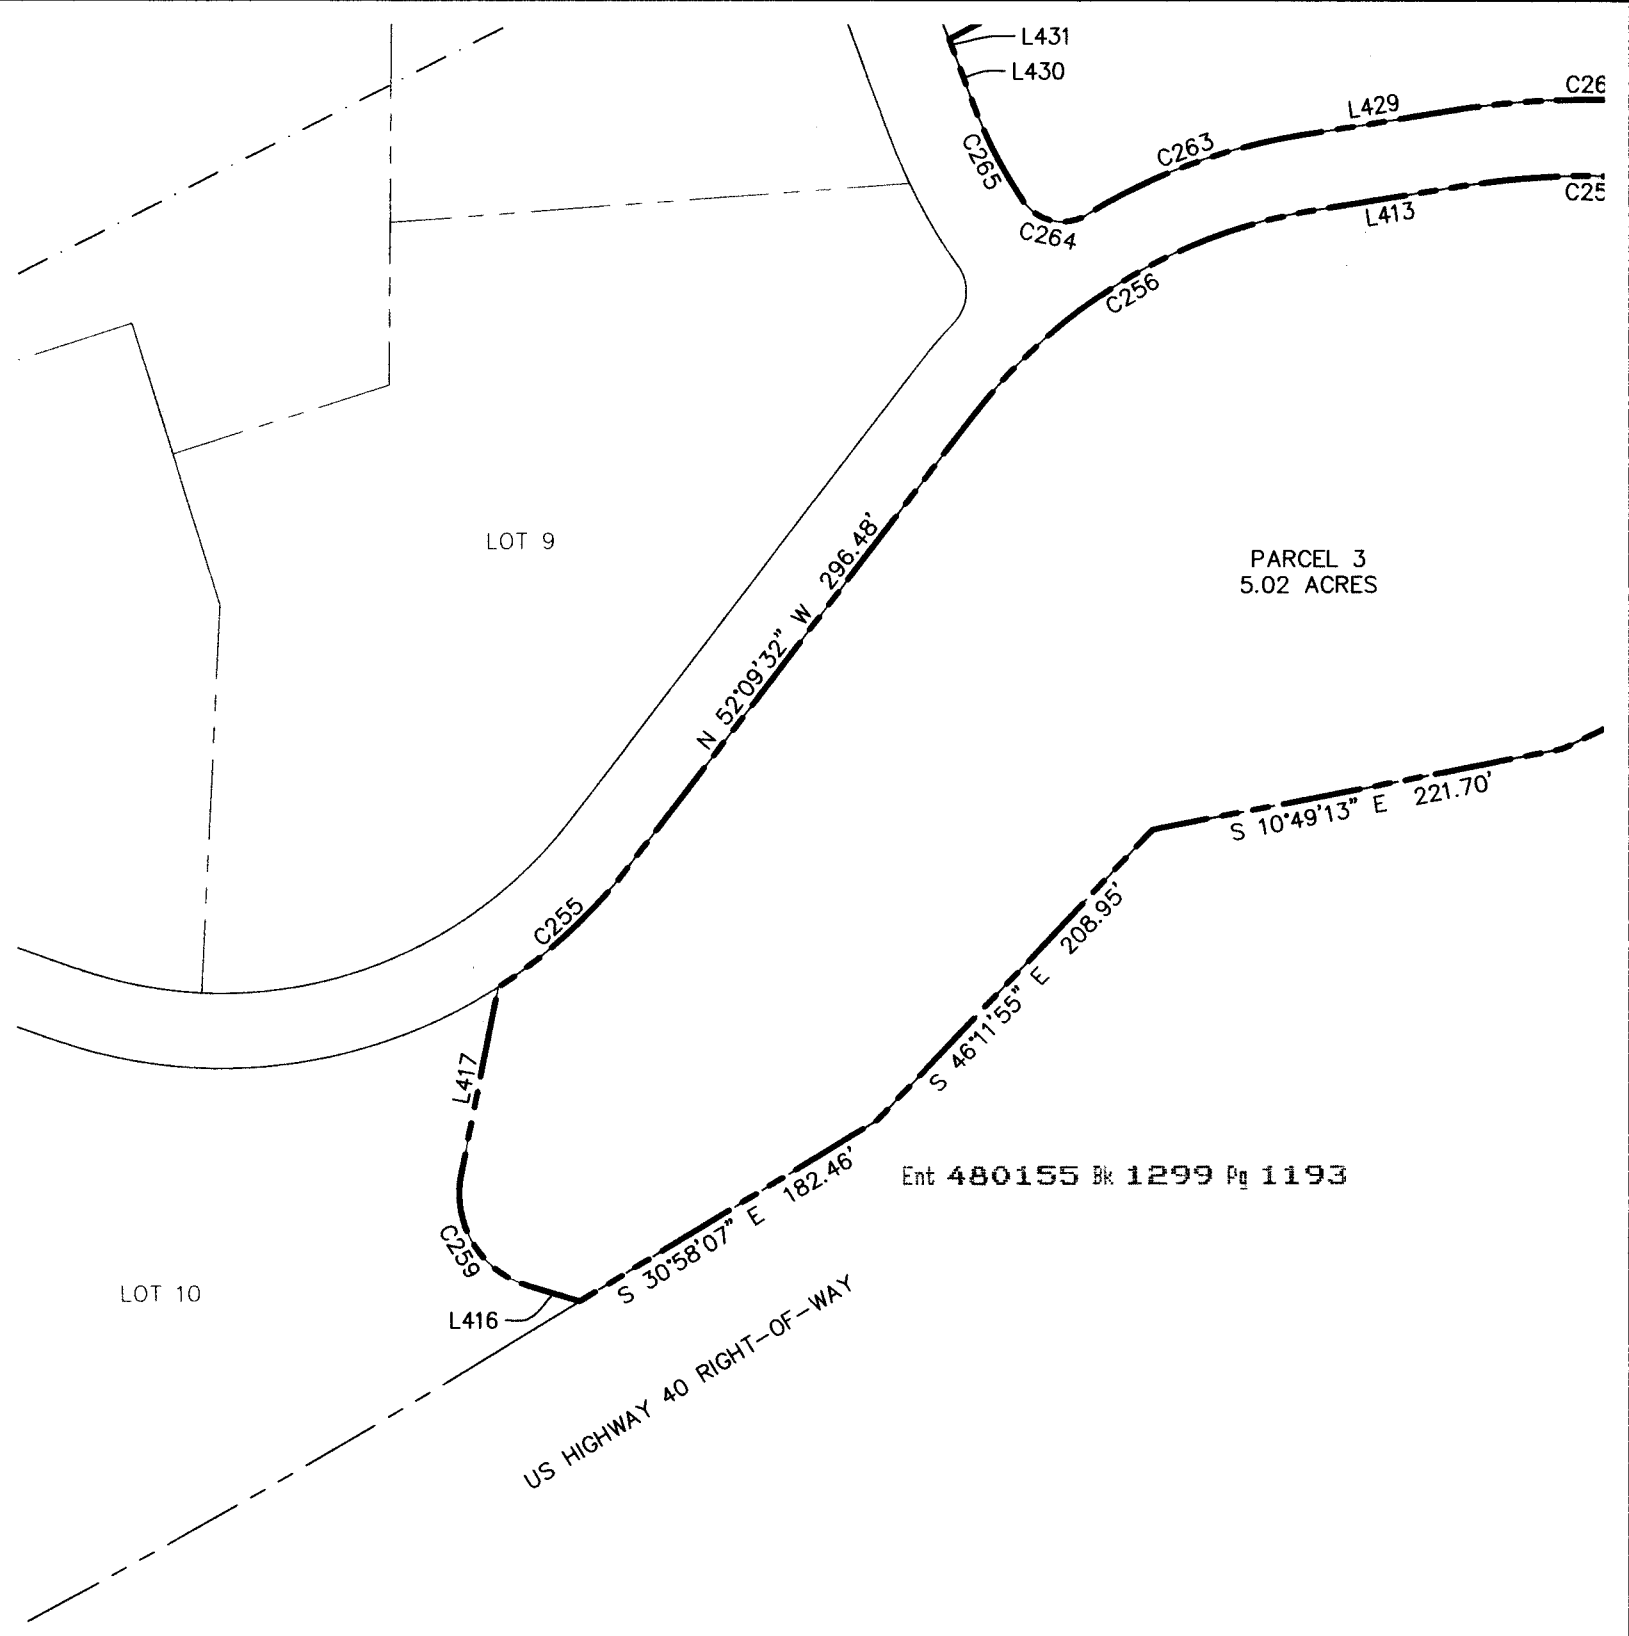 L431
L430
C26
L429
C263
C265
C25
L413
C264
C256
LOT 9
PARCEL 3
5.02 ACRES
N 52°09'32" W 296.48'
S 10°49'13" E 221.70'
C255
S 46°11'55" E 208.95'
L417
S 30°58'07" E 182.46'
Ent 480155 Bk 1299 Pg 1193
C259
LOT 10
L416
US HIGHWAY 40 RIGHT-OF-WAY